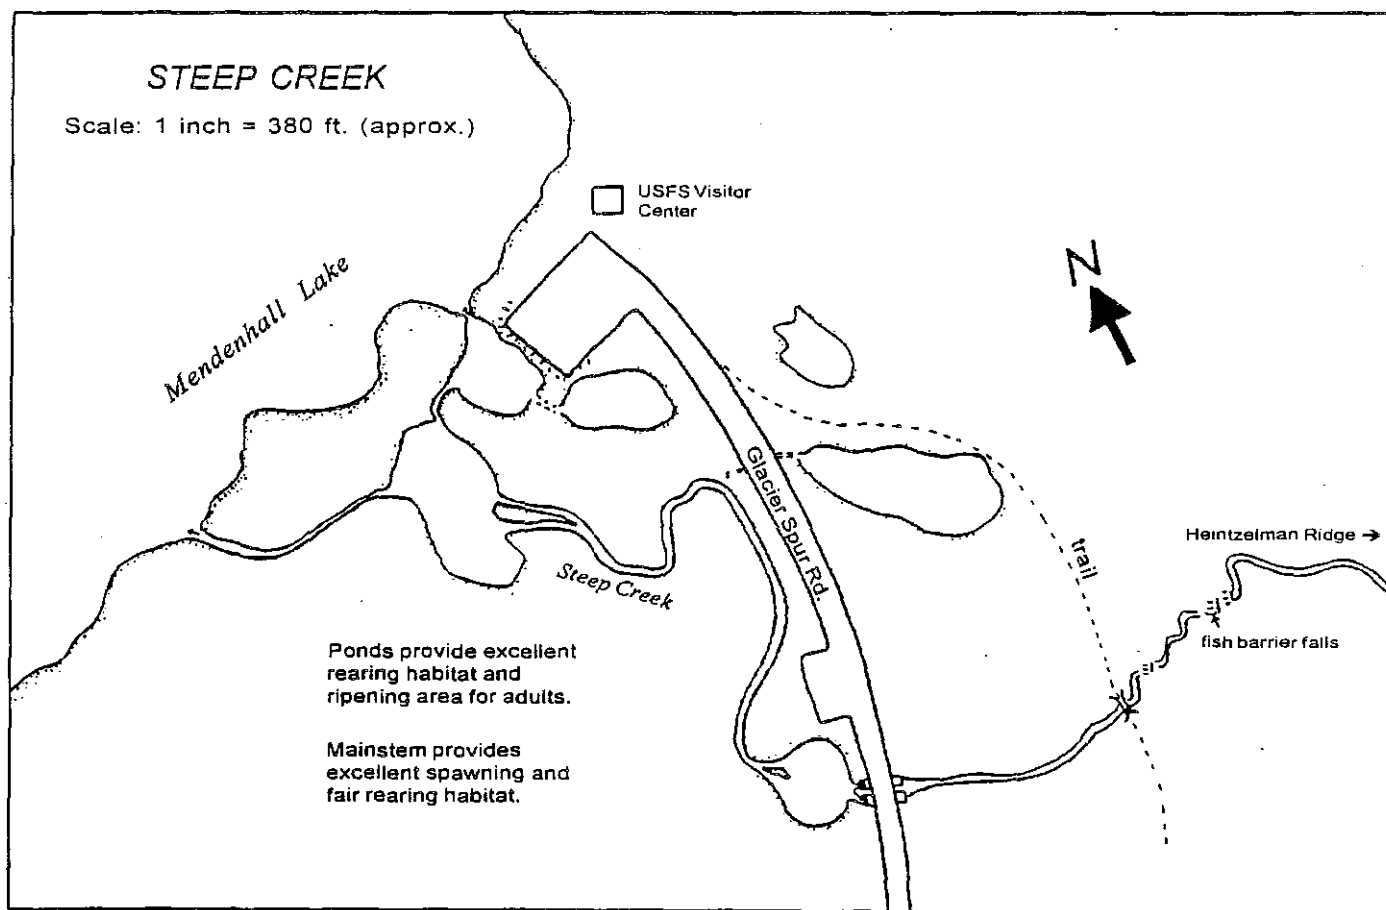 STEEP CREEK
Scale: 1 inch = 380 ft. (approx.)
USFS Visitor
Center
N
Mendenhall Lake
Glacier Spur Rd.
trail
Heintzelman Ridge →
fish barrier falls
Steep Creek
Ponds provide excellent
rearing habitat and
ripening area for adults.
Mainstem provides
excellent spawning and
fair rearing habitat.